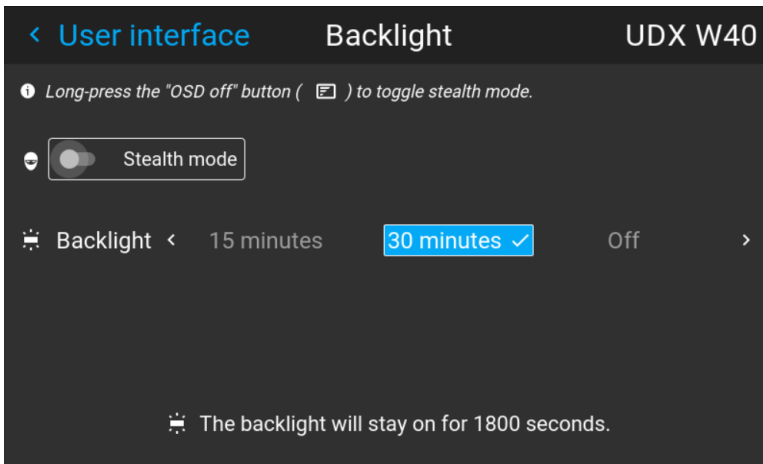 User interface Backlight UDX W40
Long-press the "OSD off" button ( ) to toggle stealth mode.
Stealth mode
Backlight 15 minutes 30 minutes Off
The backlight will stay on for 1800 seconds.